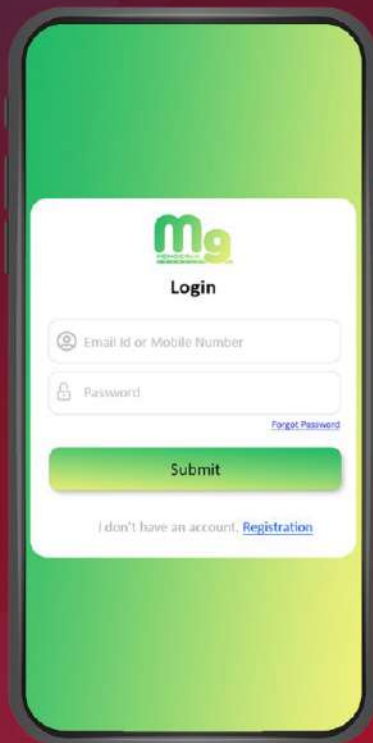 Mg
Login
Email Id or Mobile Number
Password
Forgot Password
Submit
I don't have an account, Registration